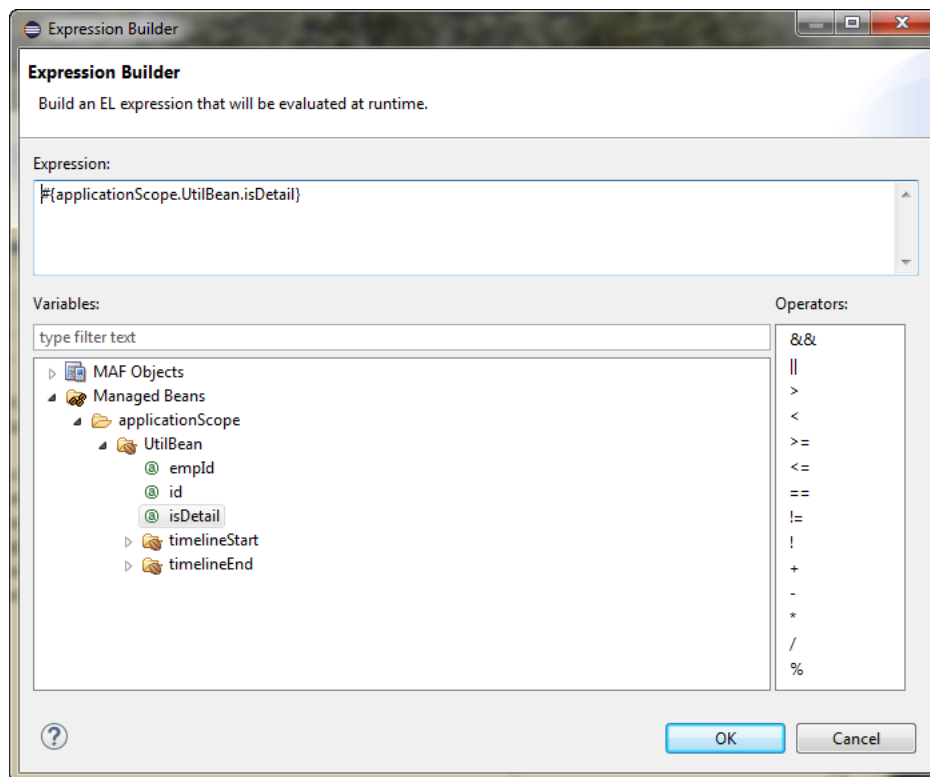 Expression Builder
Expression Builder
Build an EL expression that will be evaluated at runtime.
Expression:
#{applicationScope.UtilBean.isDetail}
Variables:
Operators:
type filter text
MAF Objects
Managed Beans
applicationScope
UtilBean
empId
id
isDetail
timelineStart
timelineEnd
&&
||
>
<
>=
<=
==
!=
!
+
-
*
/
%
OK
Cancel